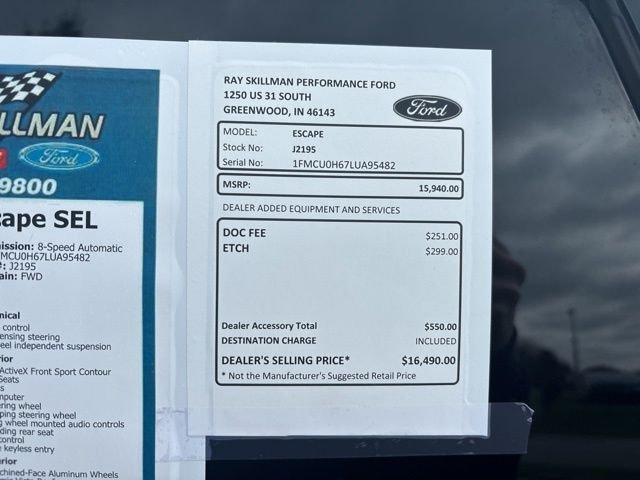 LLMAN
Ford
9800
cape SEL
ission: 8-Speed Automatic
FMCU0H67LUA95482
#: J2195
ain: FWD
nical
control
ensing steering
eel independent suspension
rior
ActiveX Front Sport Contour
Seats
s
mputer
ring wheel
ping steering wheel
g wheel mounted audio controls
ding rear seat
control
e keyless entry
erior
chined-Face Aluminum Wheels
RAY SKILLMAN PERFORMANCE FORD
1250 US 31 SOUTH
GREENWOOD, IN 46143
Ford
MODEL: ESCAPE
Stock No: J2195
Serial No: 1FMCU0H67LUA95482
MSRP: 15,940.00
DEALER ADDED EQUIPMENT AND SERVICES
DOC FEE $251.00
ETCH $299.00
Dealer Accessory Total $550.00
DESTINATION CHARGE INCLUDED
DEALER'S SELLING PRICE* $16,490.00
* Not the Manufacturer's Suggested Retail Price